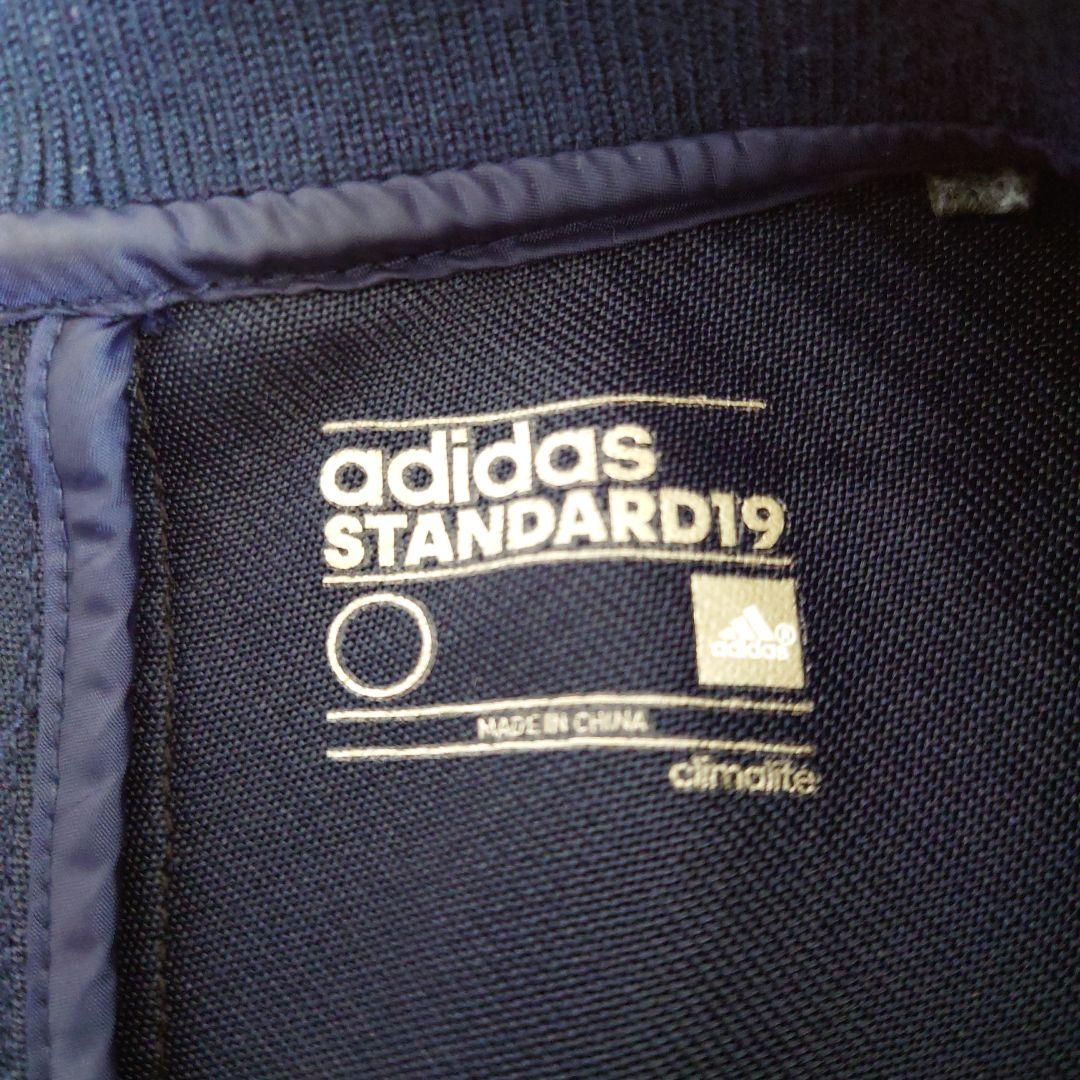 adidas
STANDARD19
adidas®
MADE IN CHINA
climalite